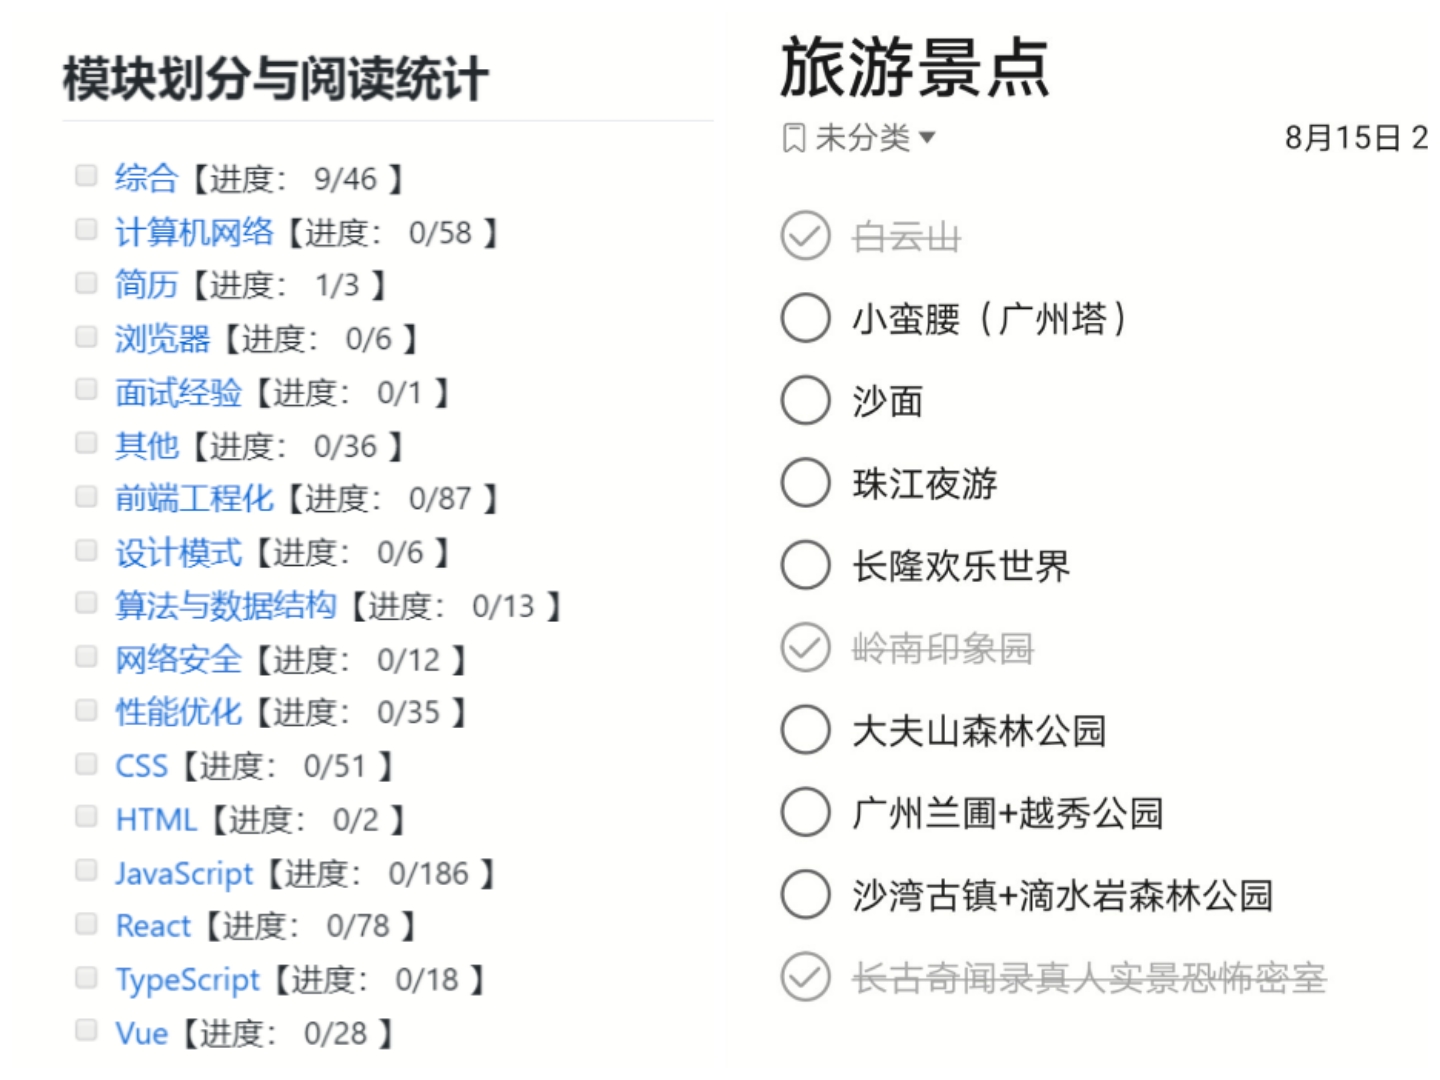 模块划分与阅读统计
综合【进度： 9/46 】
计算机网络【进度： 0/58 】
简历【进度： 1/3 】
浏览器【进度： 0/6 】
面试经验【进度： 0/1 】
其他【进度： 0/36 】
前端工程化【进度： 0/87 】
设计模式【进度： 0/6 】
算法与数据结构【进度： 0/13 】
网络安全【进度： 0/12 】
性能优化【进度： 0/35 】
CSS【进度： 0/51 】
HTML【进度： 0/2 】
JavaScript【进度： 0/186 】
React【进度： 0/78 】
TypeScript【进度： 0/18 】
Vue【进度： 0/28 】
旅游景点
未分类
8月15日 2
白云山
小蛮腰（广州塔）
沙面
珠江夜游
长隆欢乐世界
岭南印象园
大夫山森林公园
广州兰圃+越秀公园
沙湾古镇+滴水岩森林公园
长古奇闻录真人实景恐怖密室